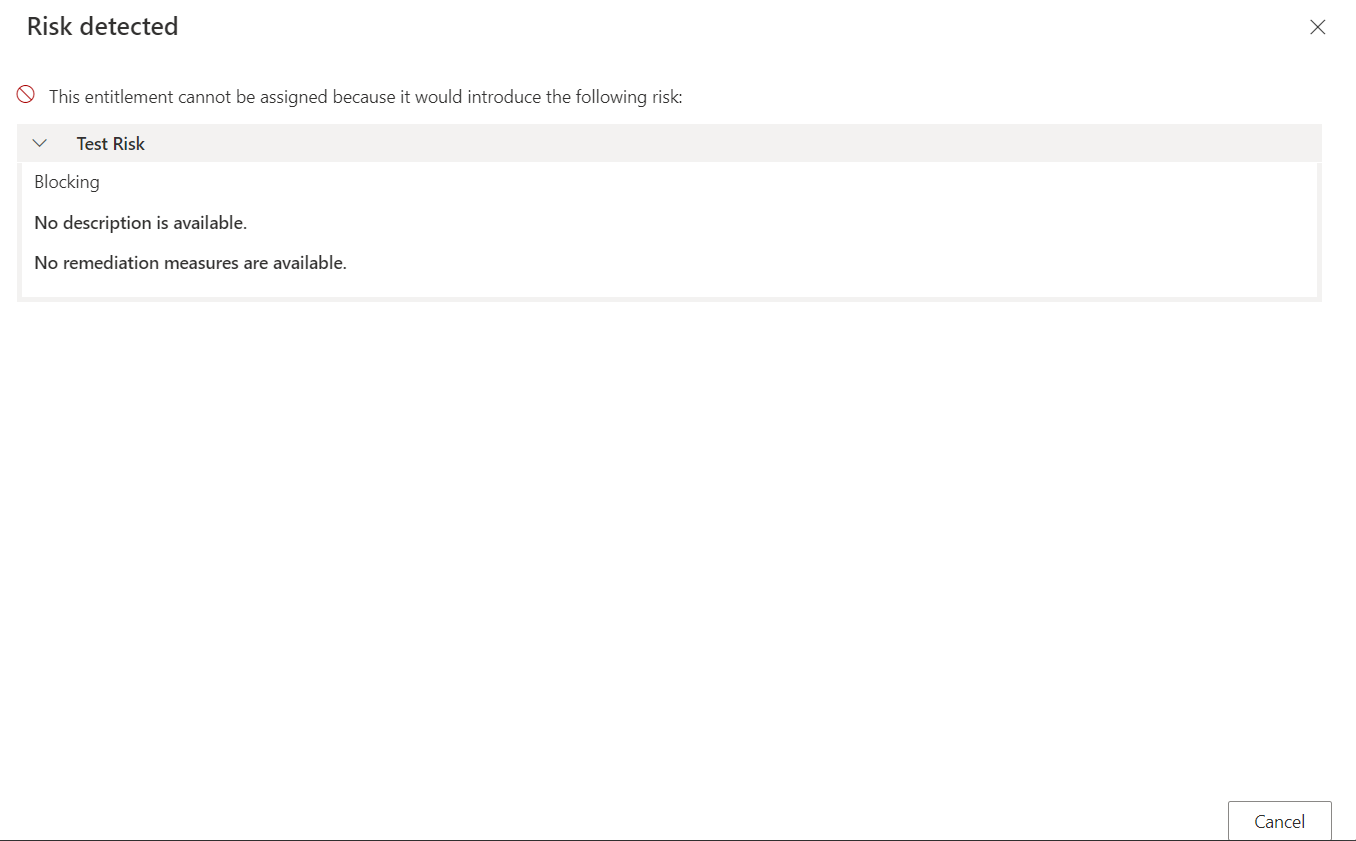 Risk detected
This entitlement cannot be assigned because it would introduce the following risk:
Test Risk
Blocking
No description is available.
No remediation measures are available.
Cancel